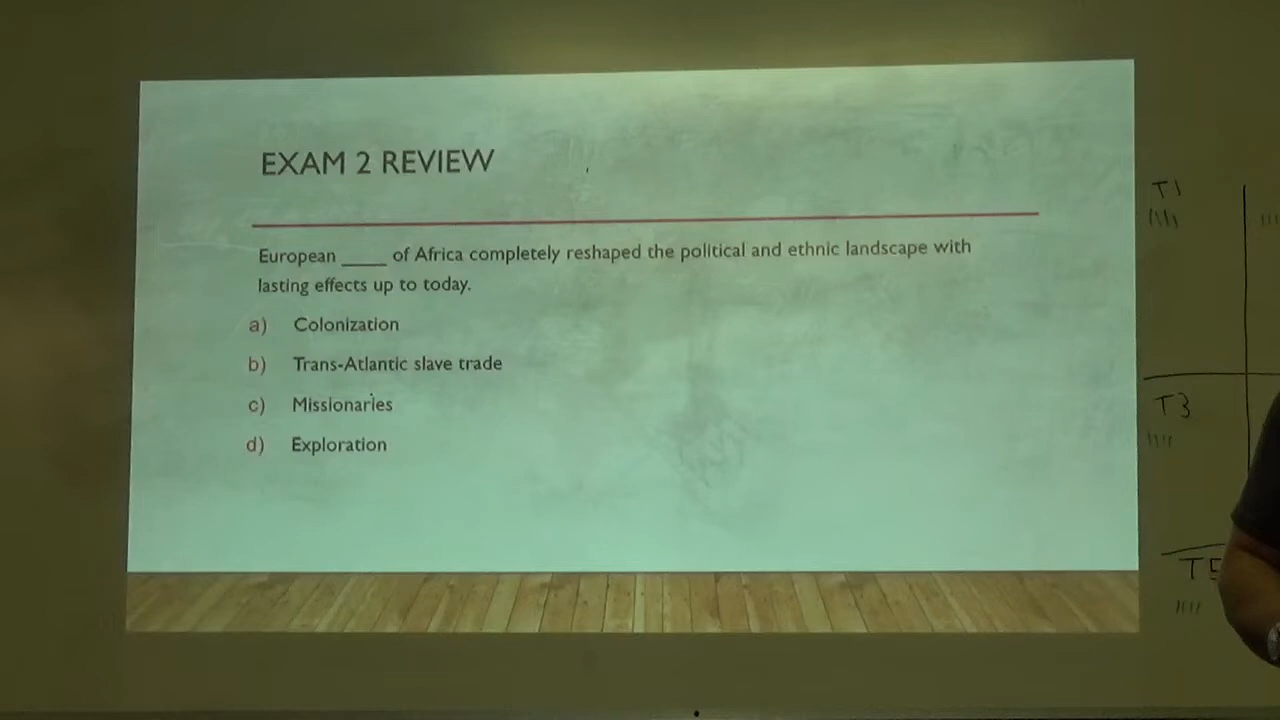 EXAM 2 REVIEW
European ____ of Africa completely reshaped the political and ethnic landscape with
lasting effects up to today.
a) Colonization
b) Trans-Atlantic slave trade
c) Missionaries
d) Exploration
T1
T3
T5